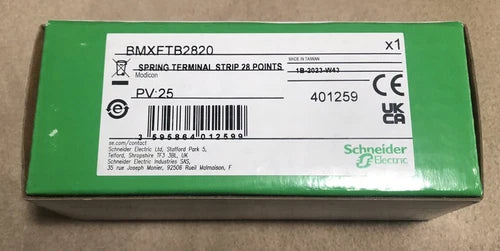 BMXFTB2820
x1
SPRING TERMINAL STRIP 28 POINTS
Modicon
MADE IN TAIWAN
1B-2023-W43
PV:25
401259
CE
UK
CA
e
3 595864 012599
se.com/contact
Schneider Electric Ltd, Stafford Park 5,
Telford, Shropshire TF3 3BL, UK
Schneider Electric Industries SAS,
35 rue Joseph Monier, 92506 Rueil Malmaison, F
Schneider
Electric